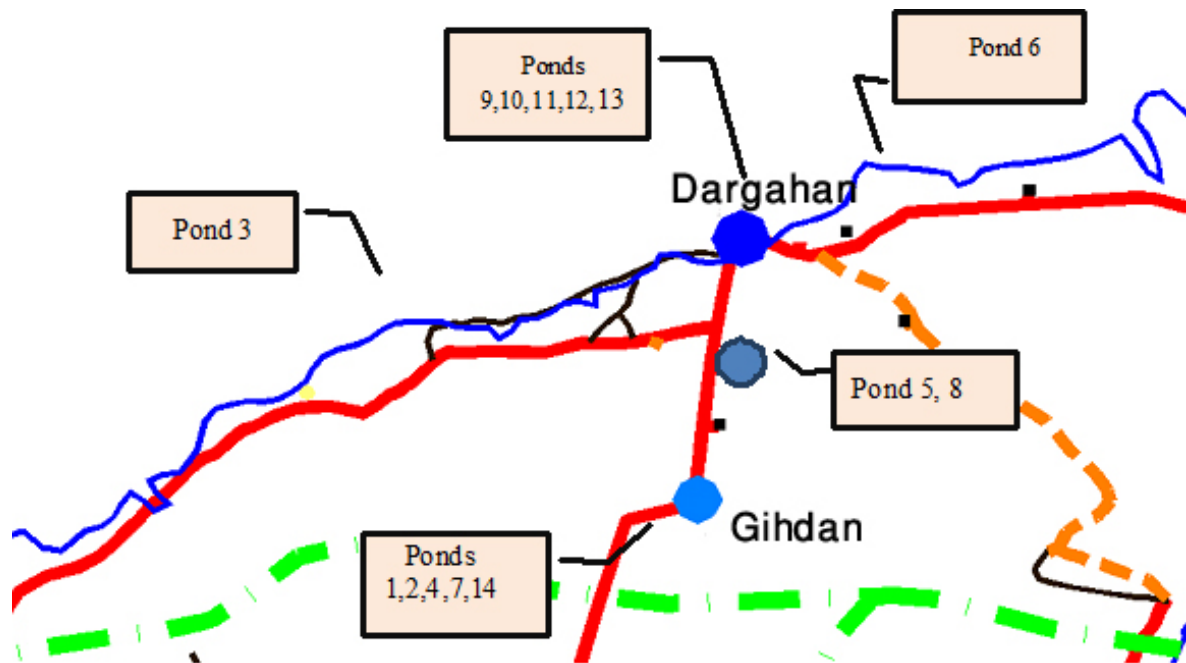 Pond 6
Ponds
9,10,11,12,13
Dargahan
Pond 3
Pond 5, 8
Gihdan
Ponds
1,2,4,7,14